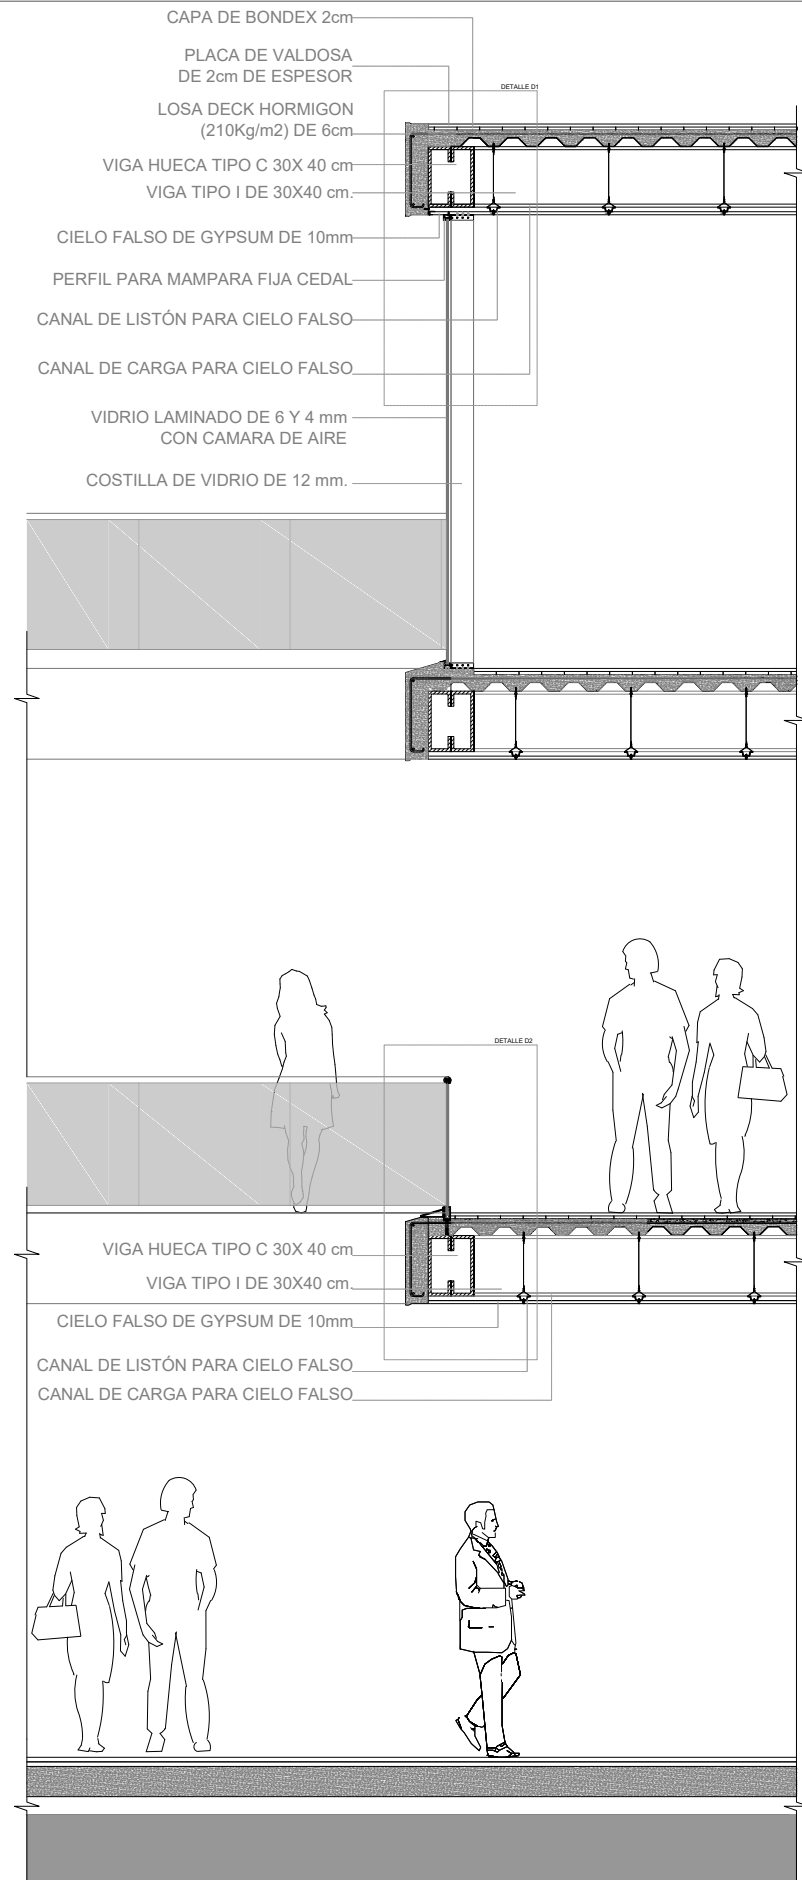 CAPA DE BONDEX 2cm
PLACA DE VALDOSA
DE 2cm DE ESPESOR
DETALLE D1
LOSA DECK HORMIGON
(210Kg/m2) DE 6cm
VIGA HUECA TIPO C 30X 40 cm
VIGA TIPO I DE 30X40 cm.
CIELO FALSO DE GYPSUM DE 10mm
PERFIL PARA MAMPARA FIJA CEDAL
CANAL DE LISTÓN PARA CIELO FALSO
CANAL DE CARGA PARA CIELO FALSO
VIDRIO LAMINADO DE 6 Y 4 mm
CON CAMARA DE AIRE
COSTILLA DE VIDRIO DE 12 mm.
DETALLE D2
VIGA HUECA TIPO C 30X 40 cm
VIGA TIPO I DE 30X40 cm.
CIELO FALSO DE GYPSUM DE 10mm
CANAL DE LISTÓN PARA CIELO FALSO
CANAL DE CARGA PARA CIELO FALSO